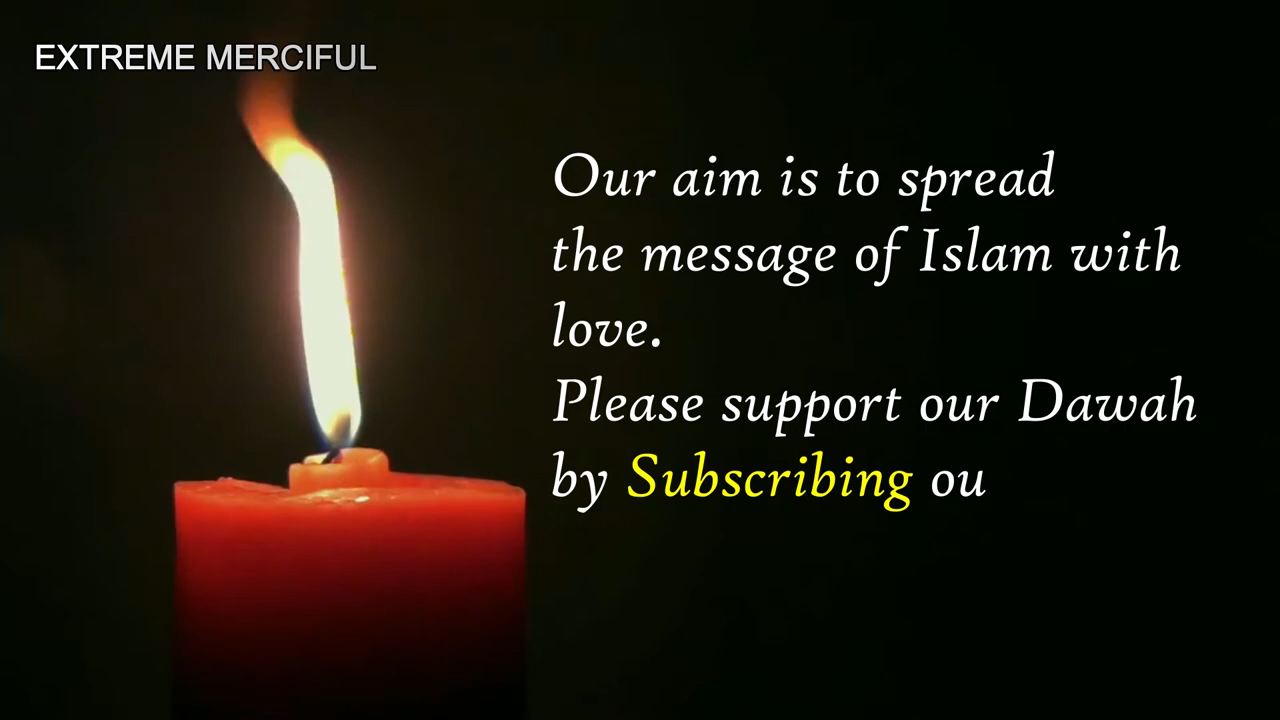 EXTREME MERCIFUL
Our aim is to spread
the message of Islam with
love.
Please support our Dawah
by Subscribing ou